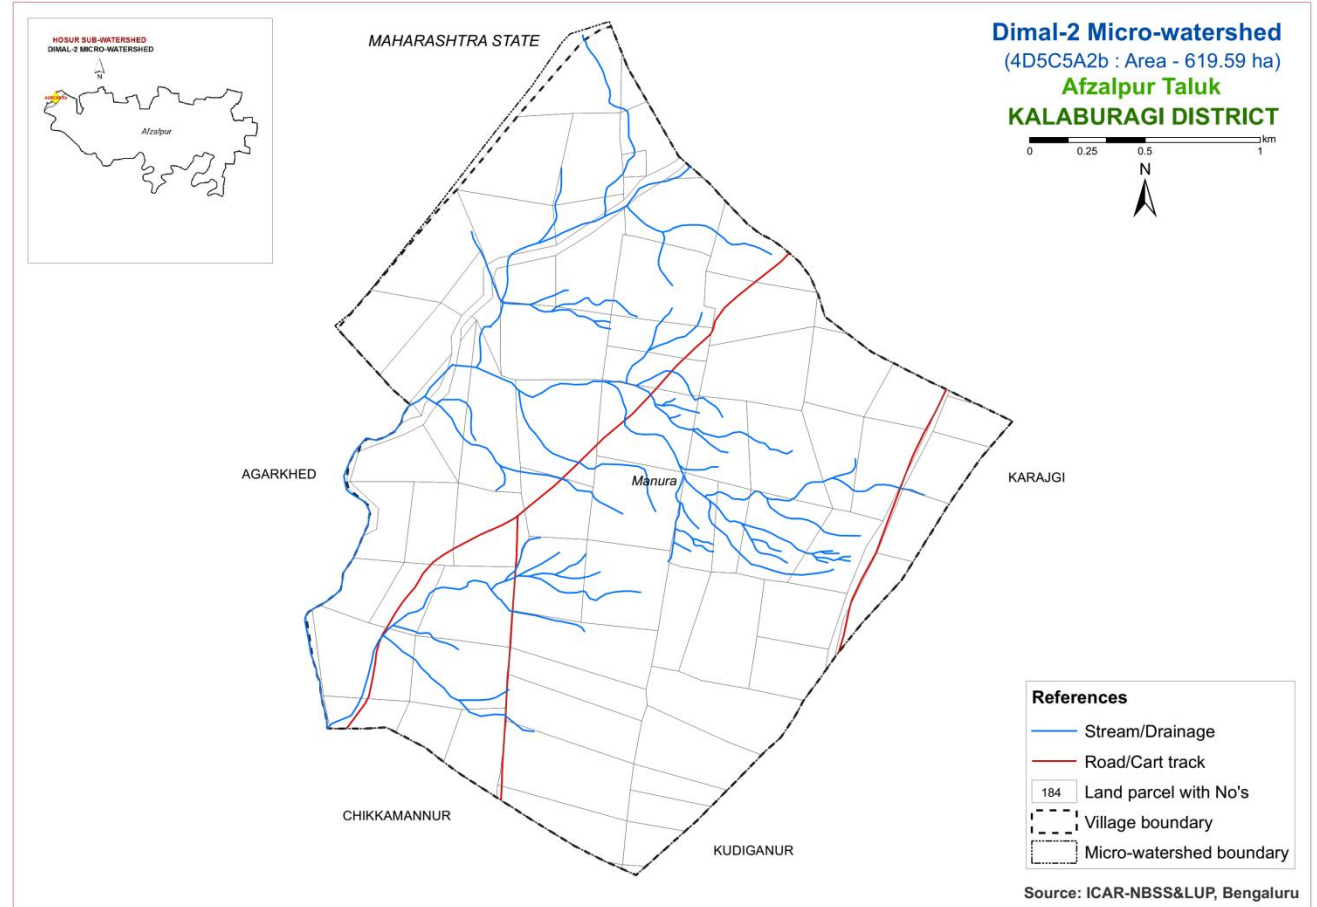 HOSUR SUB-WATERSHED
DIMAL-2 MICRO-WATERSHED
N
Afzalpur
MAHARASHTRA STATE
Dimal-2 Micro-watershed
(4D5C5A2b : Area - 619.59 ha)
Afzalpur Taluk
KALABURAGI DISTRICT
km
0 0.25 0.5 1
N
AGARKHED
Manura
KARAJGI
CHIKKAMANNUR
KUDIGANUR
References
Stream/Drainage
Road/Cart track
184 Land parcel with No's
Village boundary
Micro-watershed boundary
Source: ICAR-NBSS&LUP, Bengaluru